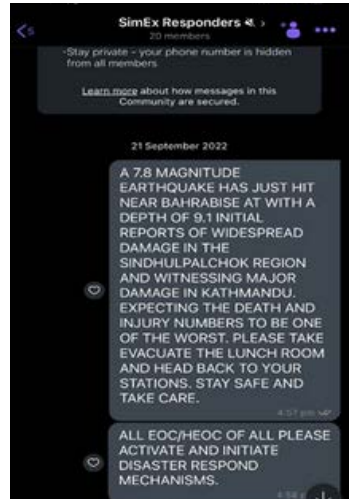 SimEx Responders
20 members
-Stay private - your phone number is hidden
from all members
Learn more about how messages in this
Community are secured.
21 September 2022
A 7.8 MAGNITUDE
EARTHQUAKE HAS JUST HIT
NEAR BAHRABISE AT WITH A
DEPTH OF 9.1 INITIAL
REPORTS OF WIDESPREAD
DAMAGE IN THE
SINDHULPALCHOK REGION
AND WITNESSING MAJOR
DAMAGE IN KATHMANDU.
EXPECTING THE DEATH AND
INJURY NUMBERS TO BE ONE
OF THE WORST. PLEASE TAKE
EVACUATE THE LUNCH ROOM
AND HEAD BACK TO YOUR
STATIONS. STAY SAFE AND
TAKE CARE.
4:57 pm
ALL EOC/HEOC OF ALL PLEASE
ACTIVATE AND INITIATE
DISASTER RESPOND
MECHANISMS.